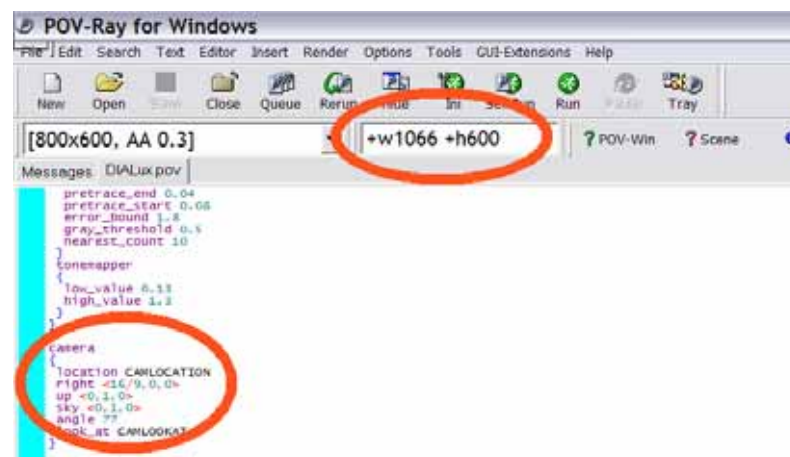 POV-Ray for Windows
File Edit Search Text Editor Insert Render Options Tools GUI-Extensions Help
New Open Close Queue Rerun Ini Run Tray
[800x600, AA 0.3] +w1066 +h600 POV-Win Scene
Messages DIALux.pov
pretrace_end 0.04
pretrace_start 0.08
error_bound 1.8
gray_threshold 0.5
nearest_count 10
}
tonemapper
{
low_value 0.13
high_value 1.3
}
}
camera
{
location CAMLOCATION
right <16/9,0,0>
up <0,1,0>
sky <0,1,0>
angle 77
look_at CAMLOOKAT
}